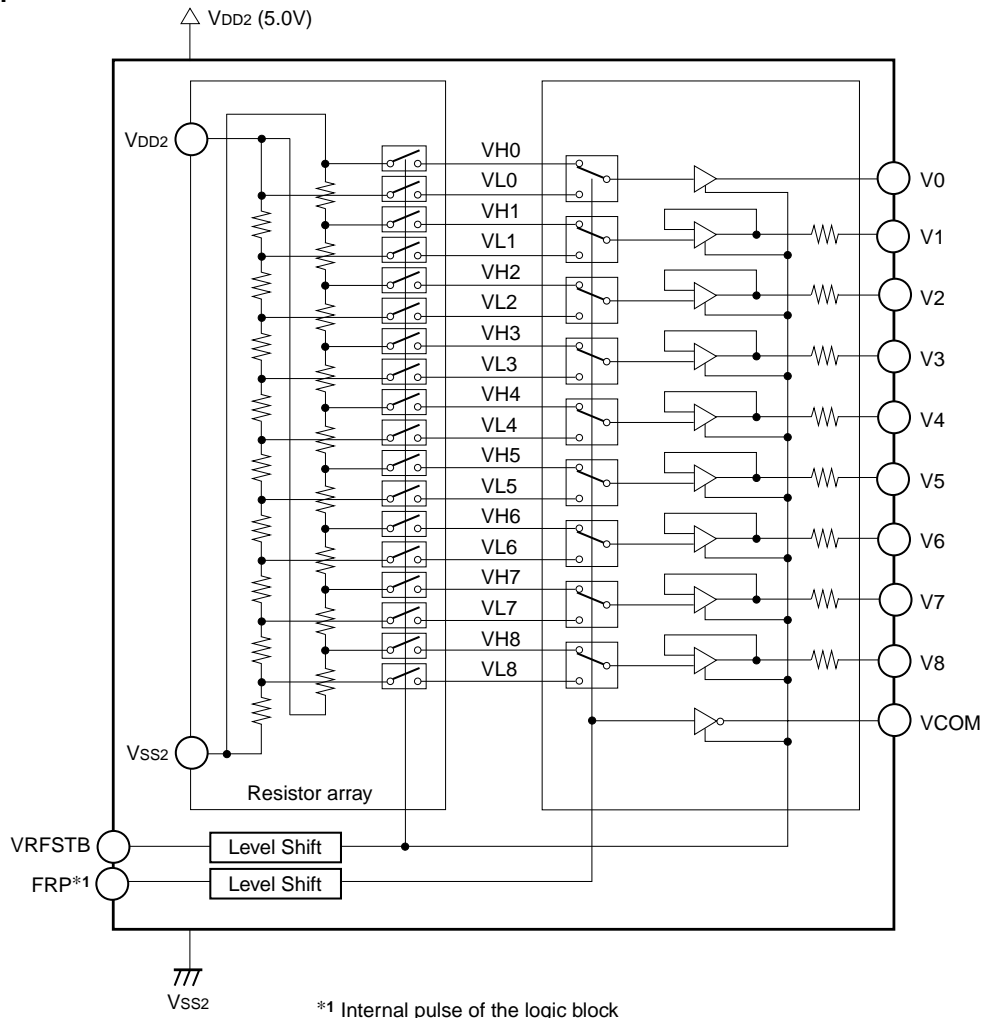 VDD2 (5.0V)
VDD2
VH0
VL0
V0
VH1
VL1
V1
VH2
VL2
V2
VH3
VL3
V3
VH4
VL4
V4
VH5
VL5
V5
VH6
VL6
V6
VH7
VL7
V7
VH8
VL8
V8
VCOM
VSS2
Resistor array
VRFSTB
Level Shift
FRP*1
Level Shift
VSS2
*1 Internal pulse of the logic block